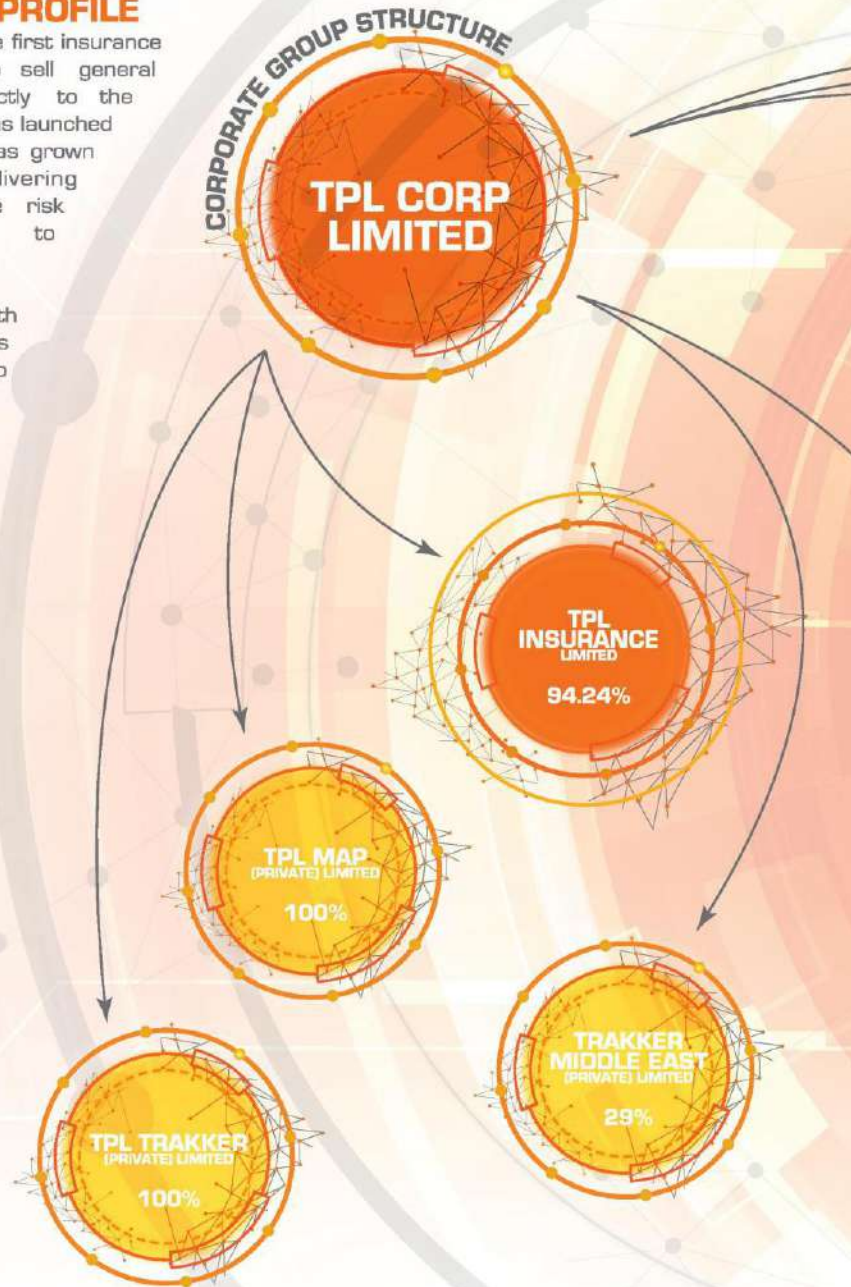 PROFILE
first insurance
sell general
to the
is launched
as grown
risk
to
CORPORATE GROUP STRUCTURE
TPL CORP
LIMITED
TPL
INSURANCE
LIMITED
94.24%
TPL MAP
(PRIVATE) LIMITED
100%
TRAKKER
MIDDLE EAST
(PRIVATE) LIMITED
29%
TPL TRAKKER
(PRIVATE) LIMITED
100%